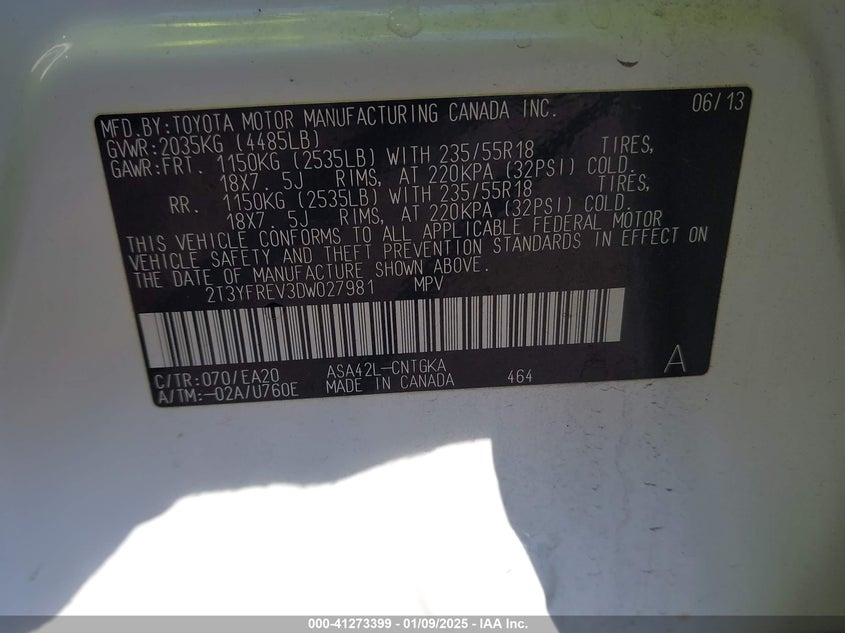 MFD.BY:TOYOTA MOTOR MANUFACTURING CANADA INC. 06/13
GVWR:2035KG (4485LB)
GAWR:FRT. 1150KG (2535LB) WITH 235/55R18 TIRES,
18X7. 5J RIMS, AT 220KPA (32PSI) COLD.
RR. 1150KG (2535LB) WITH 235/55R18 TIRES,
18X7. 5J RIMS, AT 220KPA (32PSI) COLD.
THIS VEHICLE CONFORMS TO ALL APPLICABLE FEDERAL MOTOR
VEHICLE SAFETY AND THEFT PREVENTION STANDARDS IN EFFECT ON
THE DATE OF MANUFACTURE SHOWN ABOVE.
2T3YFREV3DW027981 MPV
C/TR:070/EA20 ASA42L-CNTGKA A
A/TM:-02A/U760E MADE IN CANADA 464
000-41273399 - 01/09/2025 - IAA Inc.